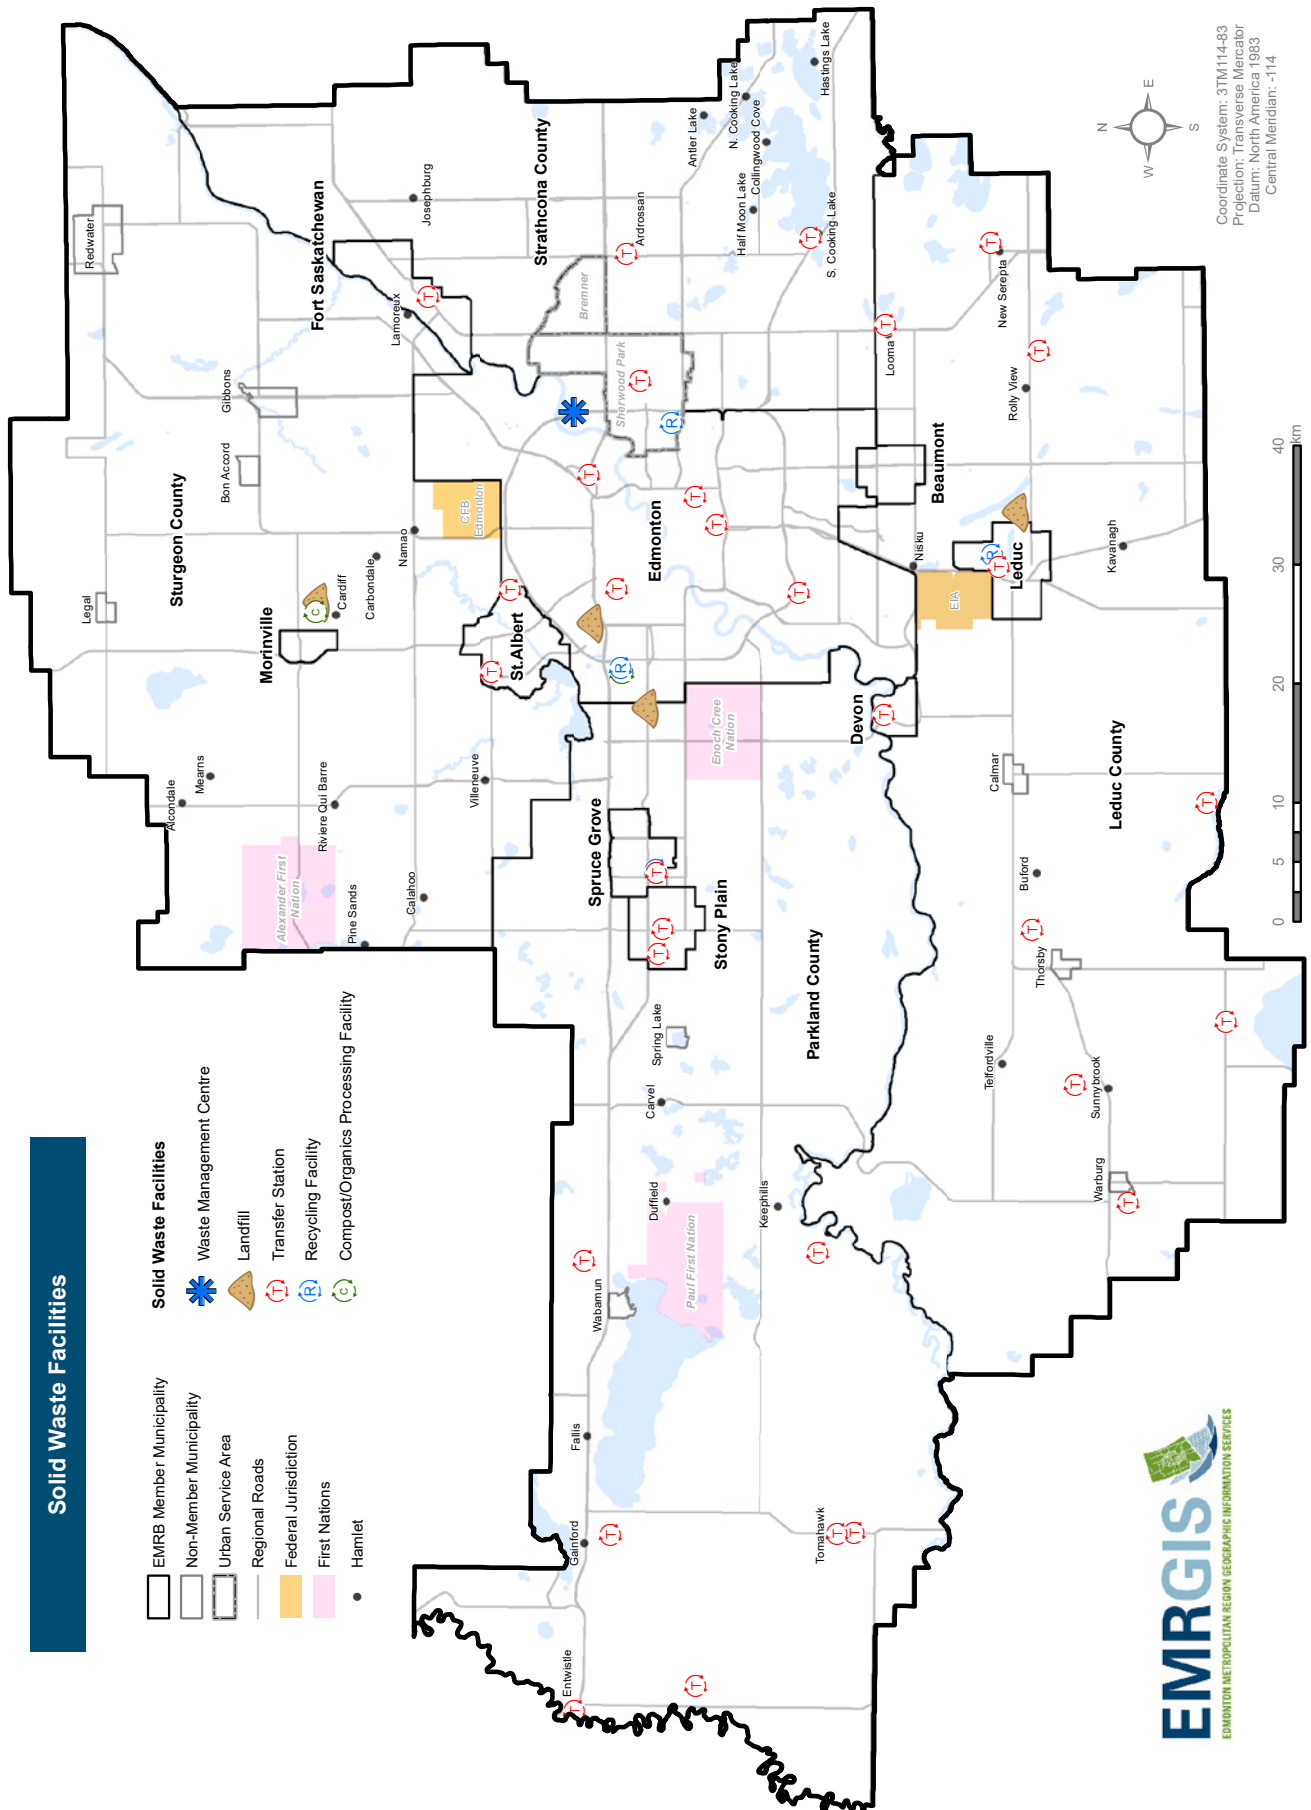 Solid Waste Facilities
EMRB Member Municipality
Non-Member Municipality
Urban Service Area
Regional Roads
Federal Jurisdiction
First Nations
Hamlet
Solid Waste Facilities
Waste Management Centre
Landfill
T Transfer Station
R Recycling Facility
C Compost/Organics Processing Facility
Redwater
Legal
Sturgeon County
Bon Accord
Gibbons
Alcondale
Mearns
Morinville
Cardiff
Carbondale
Namao
CFB
Edmonton
Fort Saskatchewan
Lamoreux
Josephburg
Alexander First
Nation
Riviere Qui Barre
Pine Sands
Calahoo
Villeneuve
St.Albert
Strathcona County
Bremner
Sherwood Park
Ardrossan
Antler Lake
N. Cooking Lake
Collingwood Cove
Half Moon Lake
Hastings Lake
S. Cooking Lake
Edmonton
Enoch Cree
Nation
Spruce Grove
Stony Plain
Parkland County
Spring Lake
Carvel
Duffield
Paul First Nation
Keephills
Wabamun
Fallis
Gainford
Entwistle
Tomahawk
Devon
Nisku
EIA
Leduc
Beaumont
Looma
New Serepta
Rolly View
Kavanagh
Calmar
Leduc County
Buford
Thorsby
Telfordville
Sunnybrook
Warburg
N
W
E
S
Coordinate System: 3TM114-83
Projection: Transverse Mercator
Datum: North America 1983
Central Meridian: -114
0 5 10 20 30 40
km
EMRGIS
EDMONTON METROPOLITAN REGION GEOGRAPHIC INFORMATION SERVICES